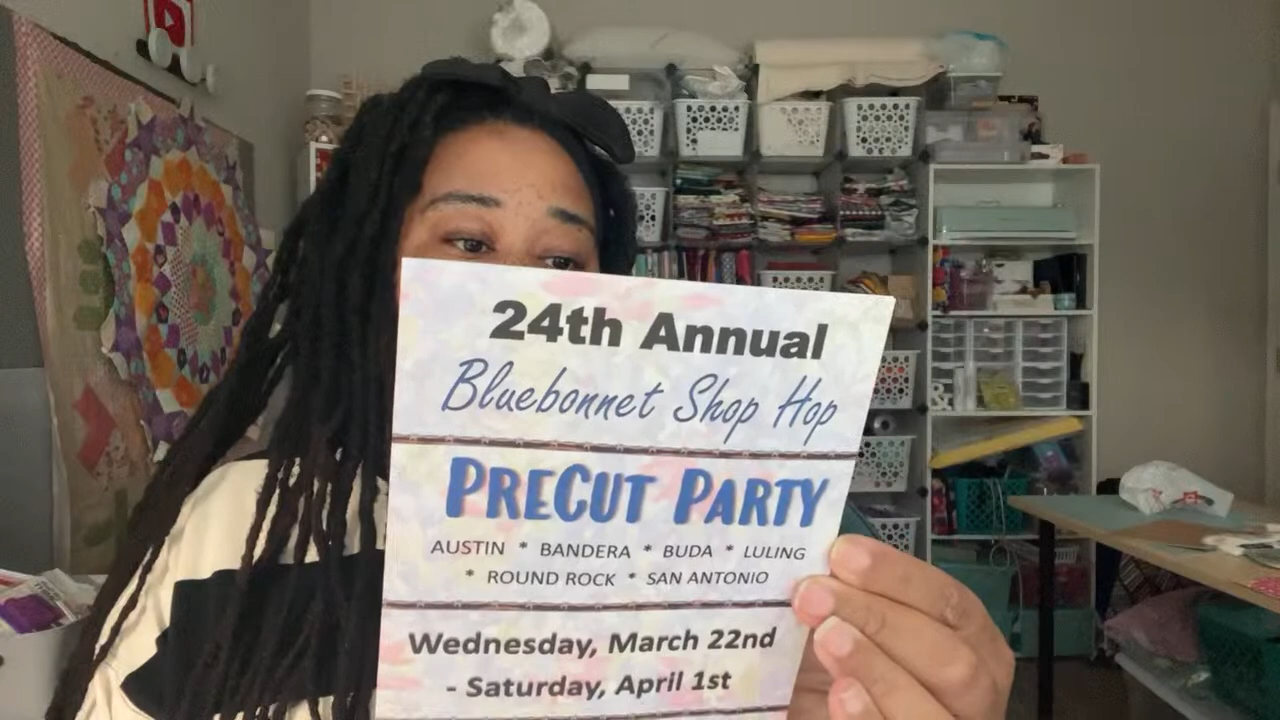 24th Annual
Bluebonnet Shop Hop
PRECUT PARTY
AUSTIN * BANDERA * BUDA * LULING
* ROUND ROCK * SAN ANTONIO
Wednesday, March 22nd
- Saturday, April 1st